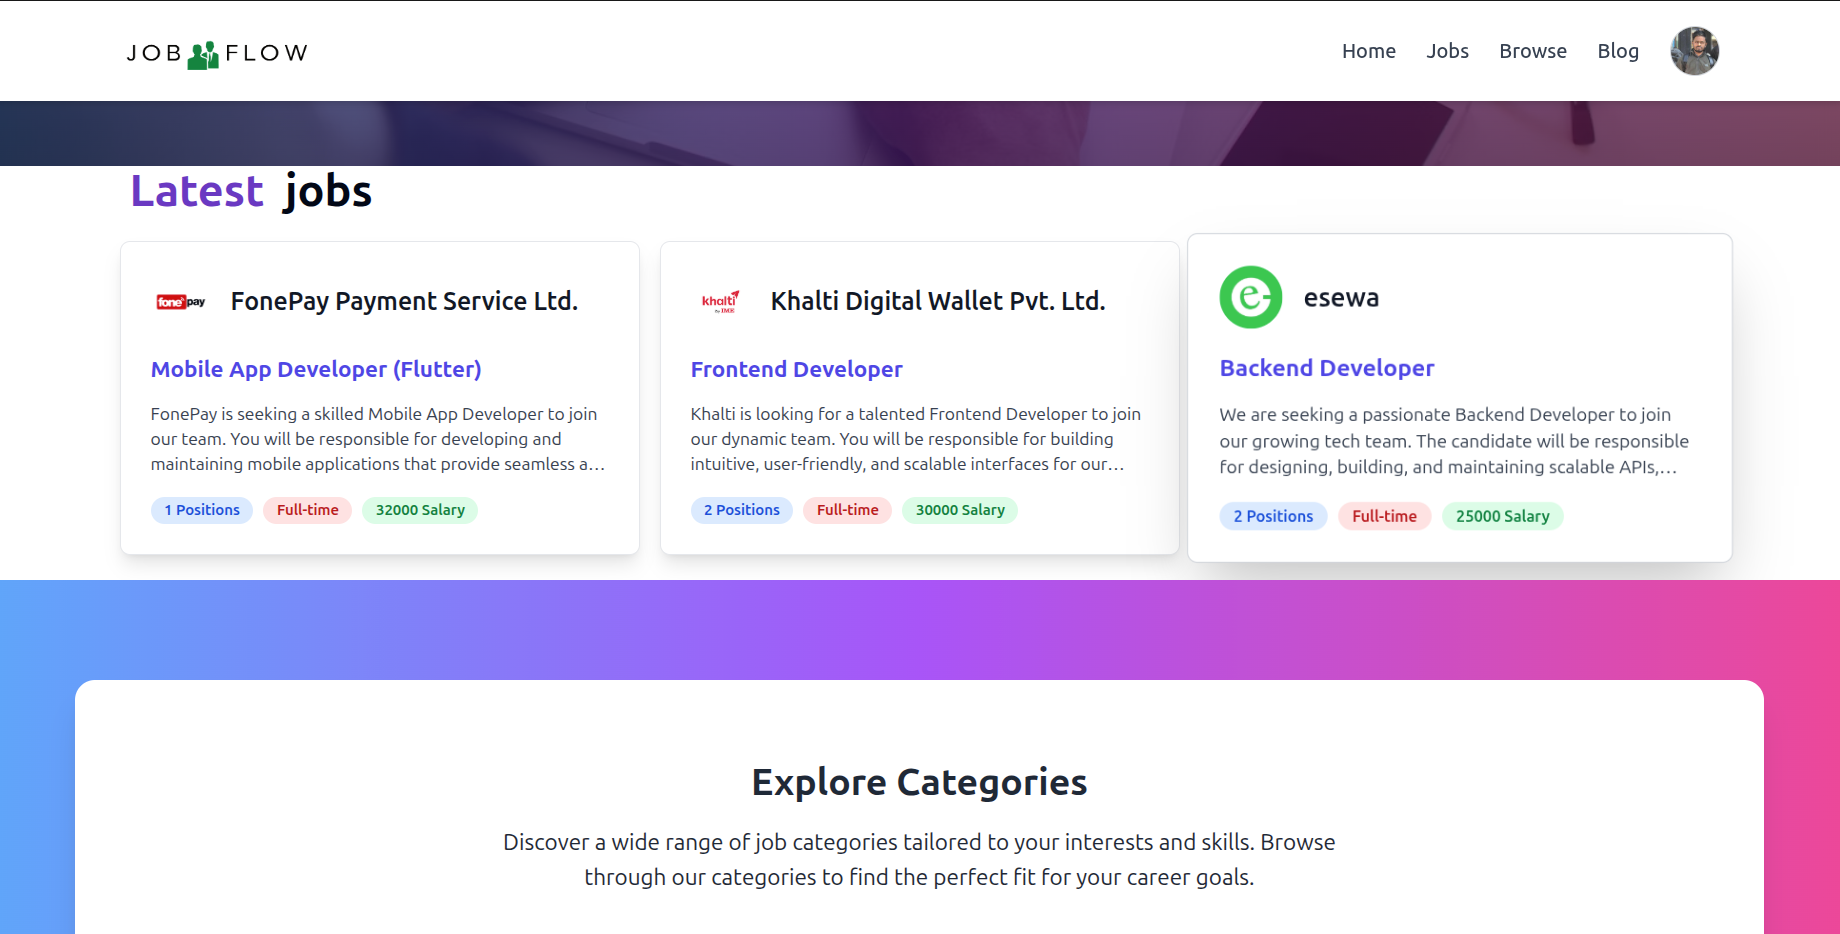 JOB FLOW
Home Jobs Browse Blog
Latest jobs
fonepay
FonePay Payment Service Ltd.
Mobile App Developer (Flutter)
FonePay is seeking a skilled Mobile App Developer to join
our team. You will be responsible for developing and
maintaining mobile applications that provide seamless a...
1 Positions Full-time 32000 Salary
khalti
by IME
Khalti Digital Wallet Pvt. Ltd.
Frontend Developer
Khalti is looking for a talented Frontend Developer to join
our dynamic team. You will be responsible for building
intuitive, user-friendly, and scalable interfaces for our...
2 Positions Full-time 30000 Salary
e
esewa
Backend Developer
We are seeking a passionate Backend Developer to join
our growing tech team. The candidate will be responsible
for designing, building, and maintaining scalable APIs,...
2 Positions Full-time 25000 Salary
Explore Categories
Discover a wide range of job categories tailored to your interests and skills. Browse
through our categories to find the perfect fit for your career goals.